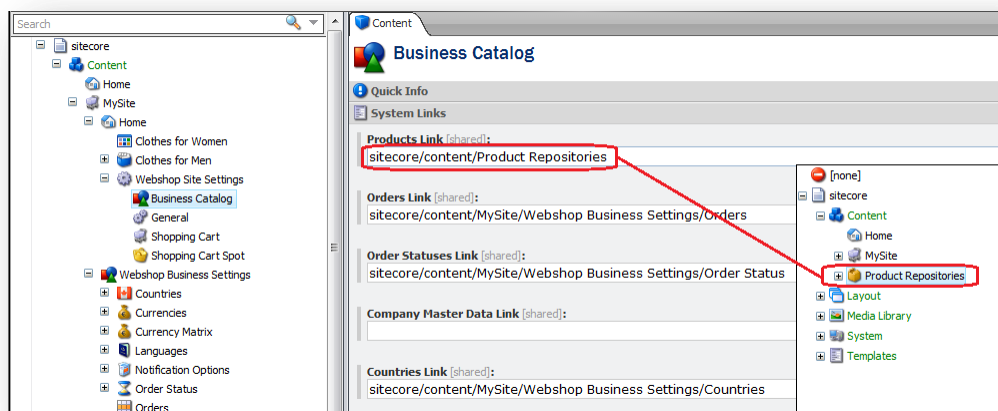 Search
sitecore
Content
Home
MySite
Home
Clothes for Women
Clothes for Men
Webshop Site Settings
Business Catalog
General
Shopping Cart
Shopping Cart Spot
Webshop Business Settings
Countries
Currencies
Currency Matrix
Languages
Notification Options
Order Status
Orders
Content
Business Catalog
Quick Info
System Links
Products Link [shared]:
sitecore/content/Product Repositories
Orders Link [shared]:
sitecore/content/MySite/Webshop Business Settings/Orders
Order Statuses Link [shared]:
sitecore/content/MySite/Webshop Business Settings/Order Status
Company Master Data Link [shared]:
Countries Link [shared]:
sitecore/content/MySite/Webshop Business Settings/Countries
[none]
sitecore
Content
Home
MySite
Product Repositories
Layout
Media Library
System
Templates